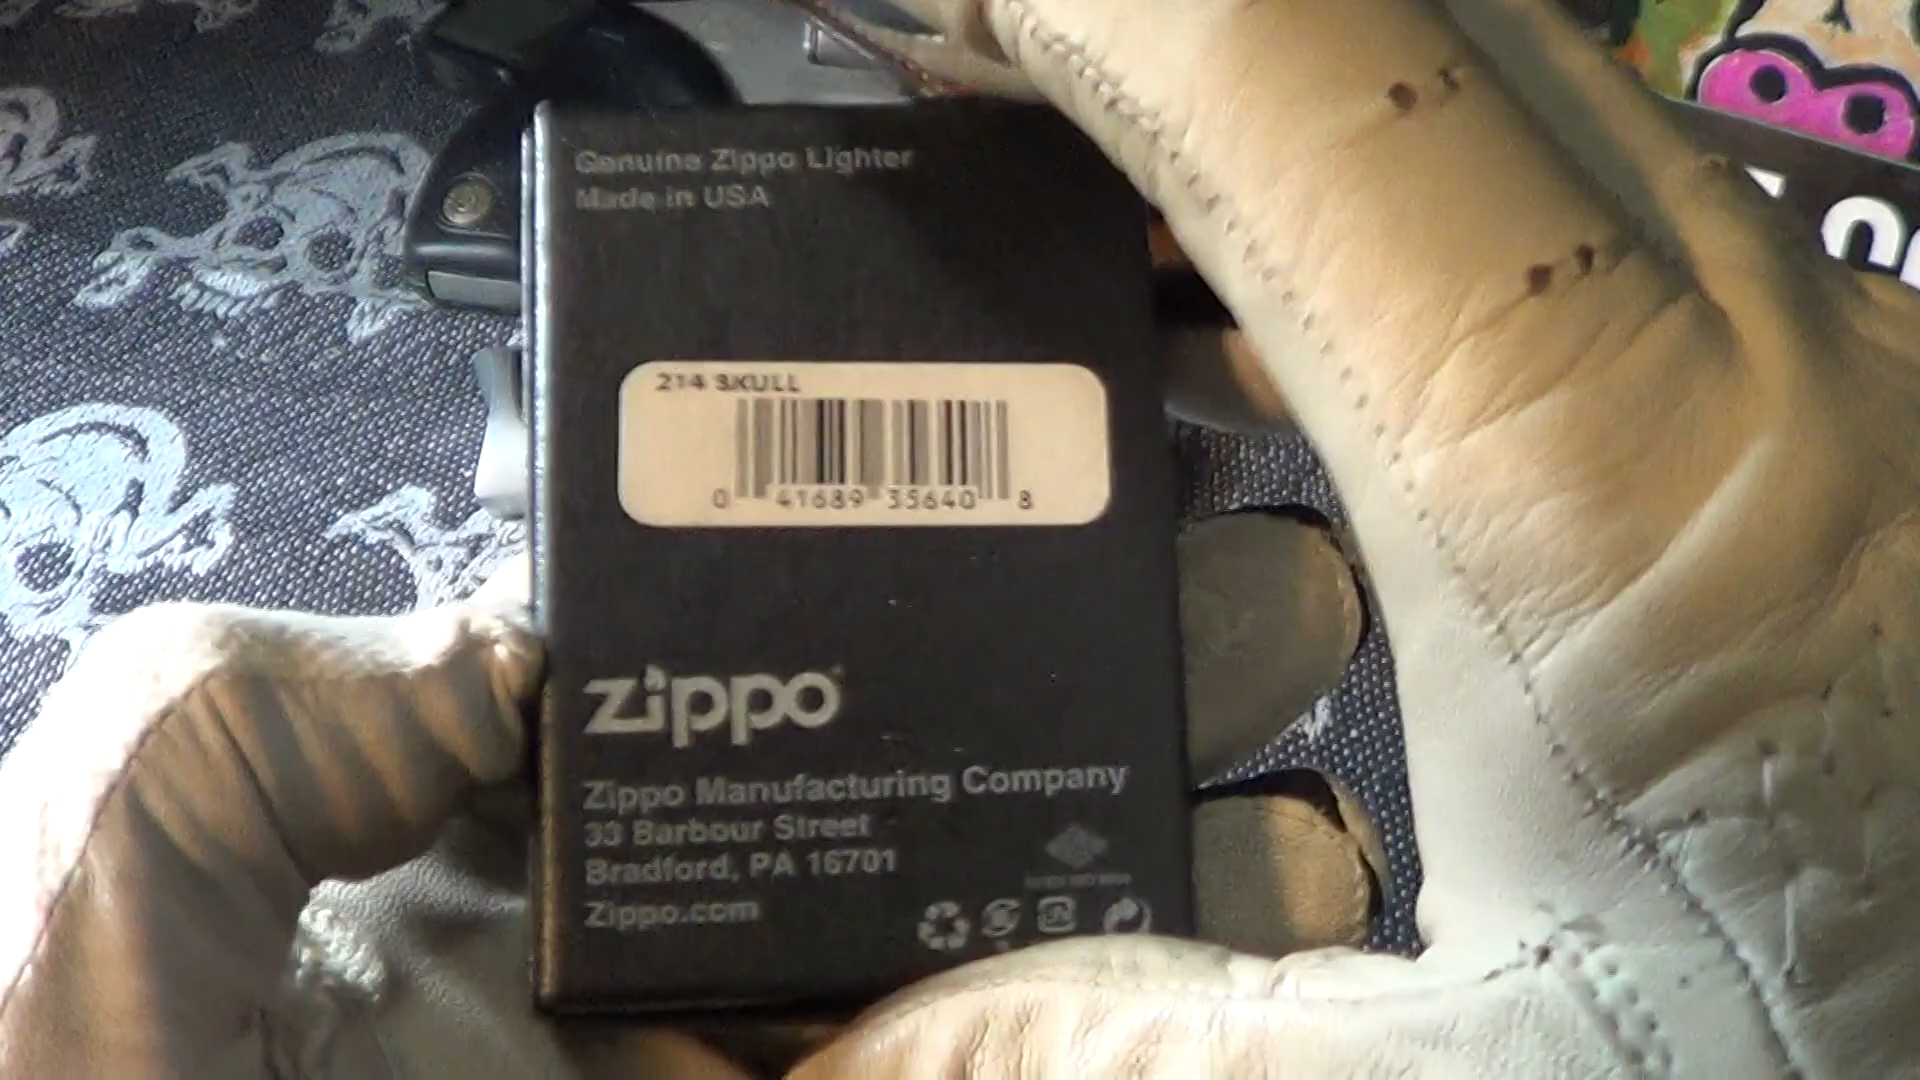 Genuine Zippo Lighter
Made in USA
214 SKULL
0 41689 35640 8
zippo
Zippo Manufacturing Company
33 Barbour Street
Bradford, PA 16701
Zippo.com